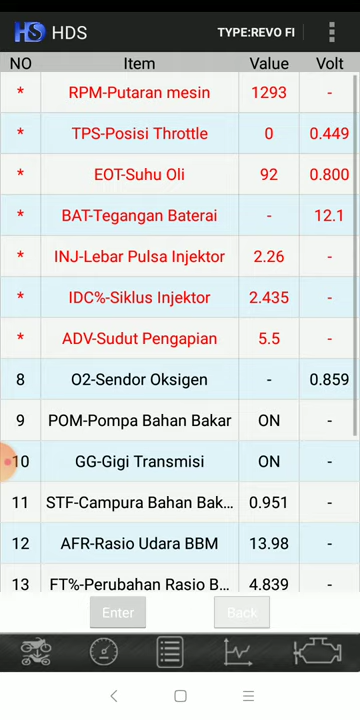 HS HDS TYPE:REVO FI
NO Item Value Volt
* RPM-Putaran mesin 1293 -
* TPS-Posisi Throttle 0 0.449
* EOT-Suhu Oli 92 0.800
* BAT-Tegangan Baterai - 12.1
* INJ-Lebar Pulsa Injektor 2.26 -
* IDC%-Siklus Injektor 2.435 -
* ADV-Sudut Pengapian 5.5 -
8 O2-Sendor Oksigen - 0.859
9 POM-Pompa Bahan Bakar ON -
10 GG-Gigi Transmisi ON -
11 STF-Campura Bahan Bak... 0.951 -
12 AFR-Rasio Udara BBM 13.98 -
13 FT%-Perubahan Rasio B... 4.839 -
Enter Back